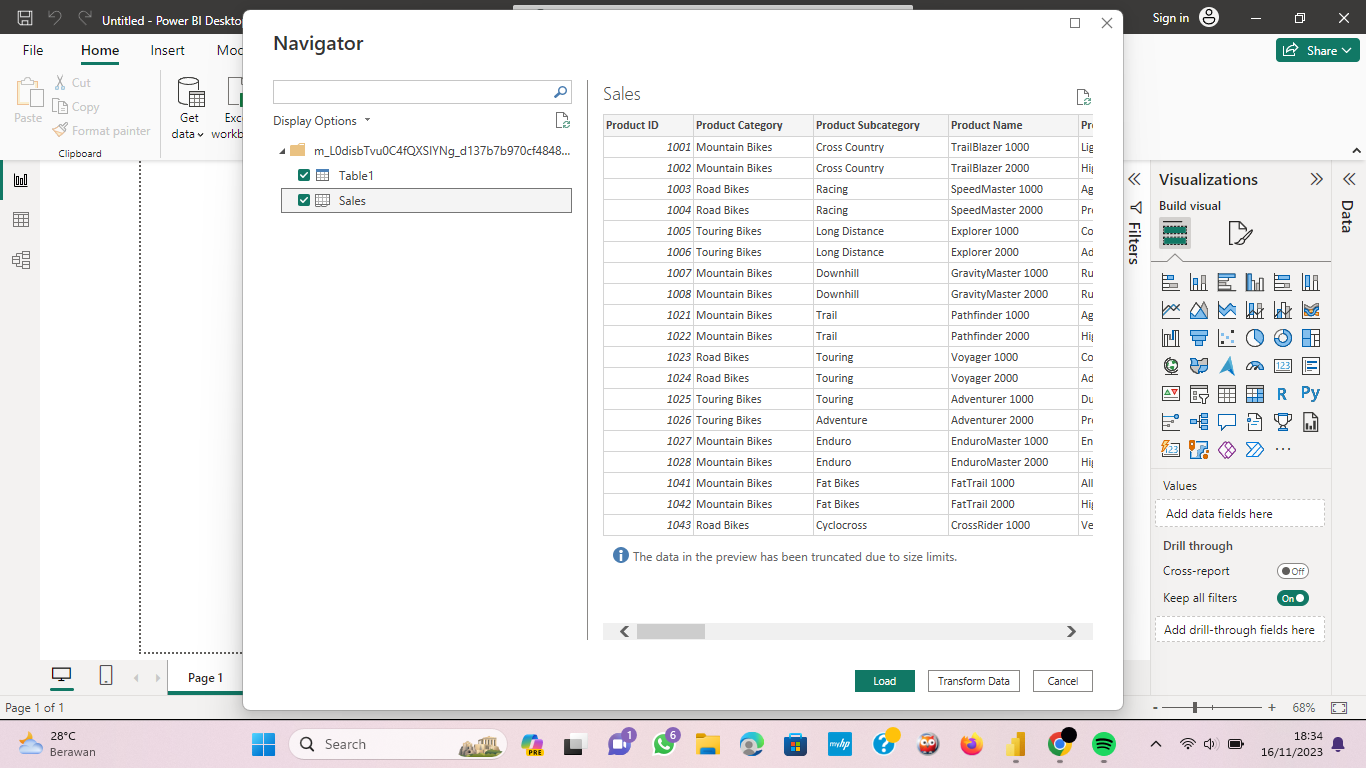 Untitled - Power BI Deskto
Sign in
File
Home
Insert
Mod
Share
Paste
Cut
Copy
Format painter
Clipboard
Get
data
Exc
workb
Navigator
Display Options
m_L0disbTvu0C4fQXSIYNg_d137b7b970cf4848...
Table1
Sales
Sales
Product ID Product Category Product Subcategory Product Name Pr
1001 Mountain Bikes Cross Country TrailBlazer 1000 Lig
1002 Mountain Bikes Cross Country TrailBlazer 2000 Hig
1003 Road Bikes Racing SpeedMaster 1000 Ag
1004 Road Bikes Racing SpeedMaster 2000 Pr
1005 Touring Bikes Long Distance Explorer 1000 Co
1006 Touring Bikes Long Distance Explorer 2000 Ad
1007 Mountain Bikes Downhill GravityMaster 1000 Ru
1008 Mountain Bikes Downhill GravityMaster 2000 Ru
1021 Mountain Bikes Trail Pathfinder 1000 Ag
1022 Mountain Bikes Trail Pathfinder 2000 Hig
1023 Road Bikes Touring Voyager 1000 Co
1024 Road Bikes Touring Voyager 2000 Ad
1025 Touring Bikes Touring Adventurer 1000 Du
1026 Touring Bikes Adventure Adventurer 2000 Pr
1027 Mountain Bikes Enduro EnduroMaster 1000 En
1028 Mountain Bikes Enduro EnduroMaster 2000 Hig
1041 Mountain Bikes Fat Bikes FatTrail 1000 All
1042 Mountain Bikes Fat Bikes FatTrail 2000 Hig
1043 Road Bikes Cyclocross CrossRider 1000 Ve
The data in the preview has been truncated due to size limits.
Load
Transform Data
Cancel
Filters
Visualizations
Build visual
Data
123
R
Py
123
Values
Add data fields here
Drill through
Cross-report
Off
Keep all filters
On
Add drill-through fields here
Page 1
Page 1 of 1
- + 68%
28°C
Berawan
Search
PRE
1
6
myhp
18:34
16/11/2023